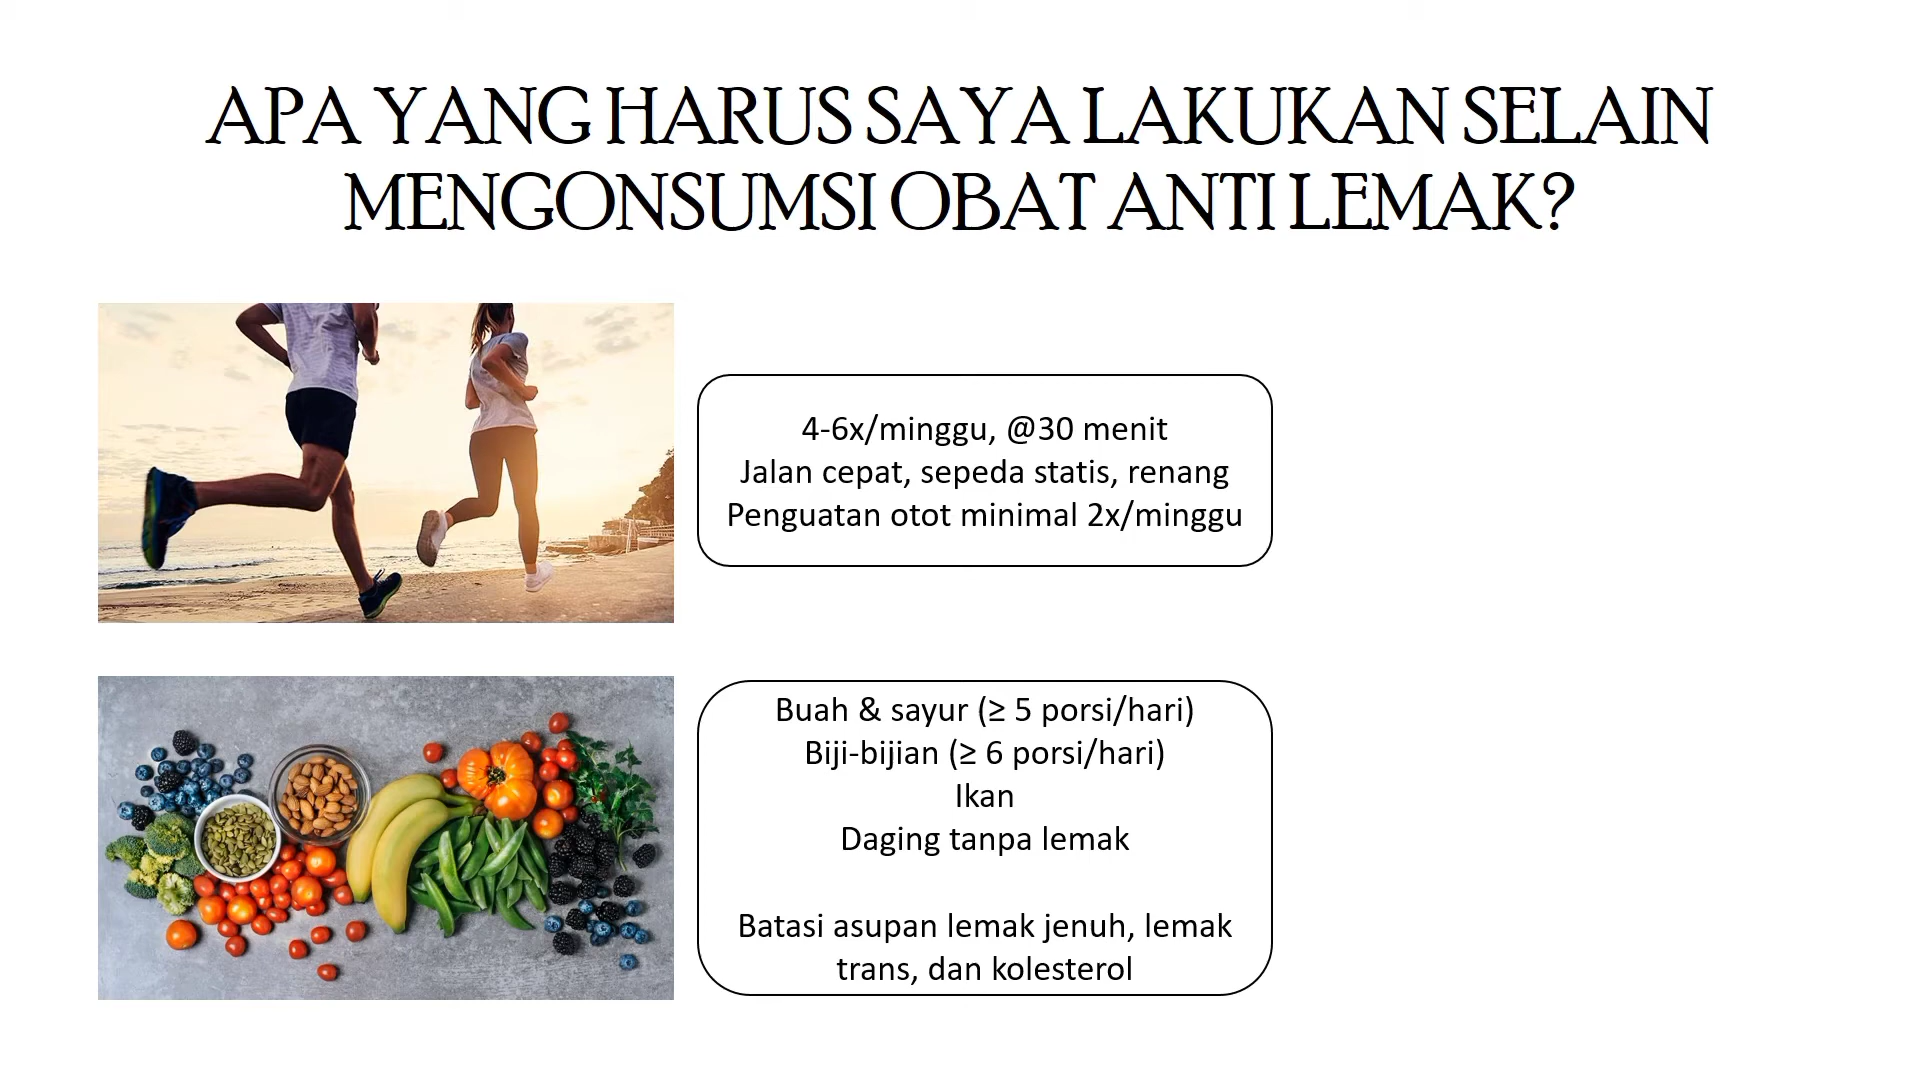 APA YANG HARUS SAYA LAKUKAN SELAIN
MENGONSUMSI OBAT ANTI LEMAK?
4-6x/minggu, @30 menit
Jalan cepat, sepeda statis, renang
Penguatan otot minimal 2x/minggu
Buah & sayur (≥ 5 porsi/hari)
Biji-bijian (≥ 6 porsi/hari)
Ikan
Daging tanpa lemak
Batasi asupan lemak jenuh, lemak
trans, dan kolesterol